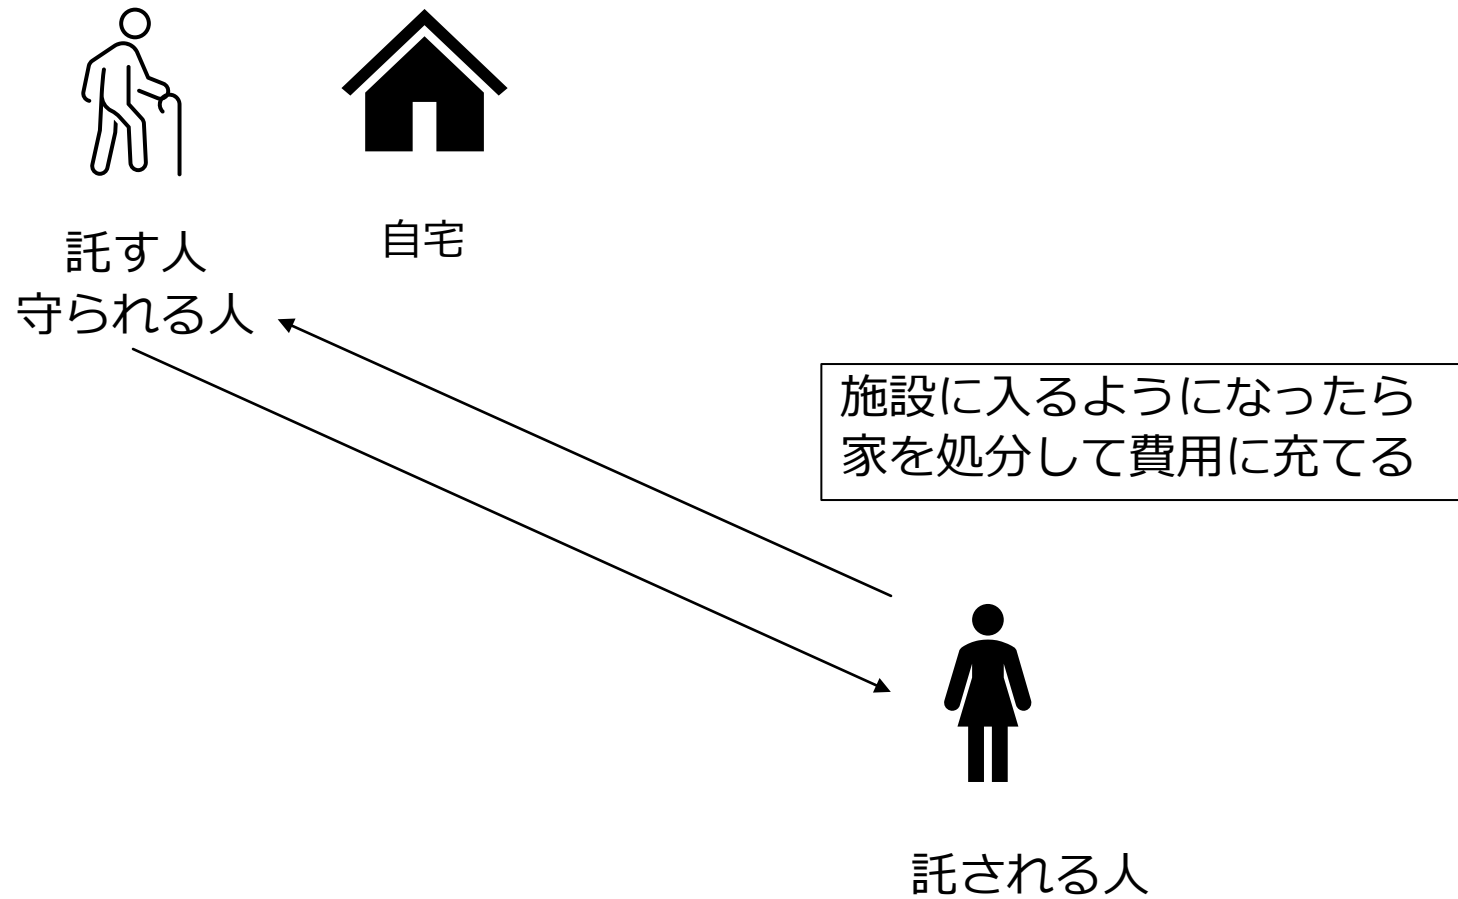 託す人
守られる人
自宅
施設に入るようになったら
家を処分して費用に充てる
託される人